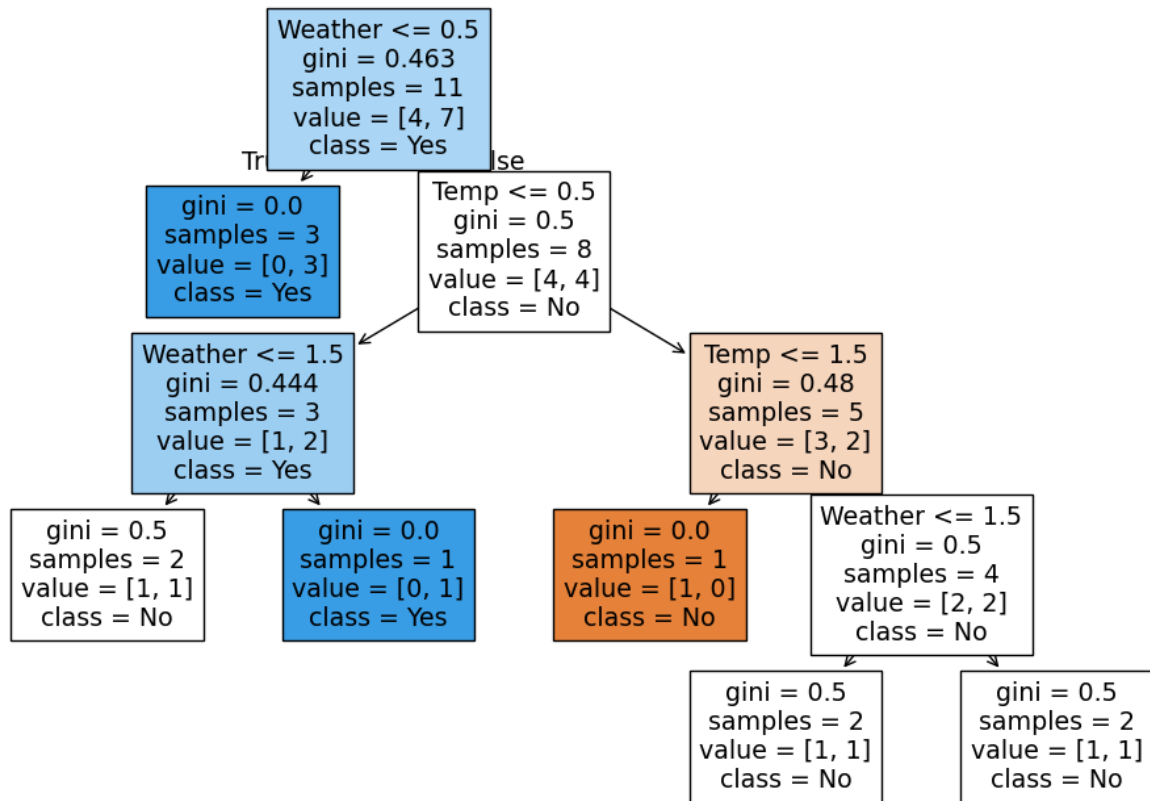 Weather <= 0.5
gini = 0.463
samples = 11
value = [4, 7]
class = Yes
gini = 0.0
samples = 3
value = [0, 3]
class = Yes
Temp <= 0.5
gini = 0.5
samples = 8
value = [4, 4]
class = No
Weather <= 1.5
gini = 0.444
samples = 3
value = [1, 2]
class = Yes
Temp <= 1.5
gini = 0.48
samples = 5
value = [3, 2]
class = No
gini = 0.5
samples = 2
value = [1, 1]
class = No
gini = 0.0
samples = 1
value = [0, 1]
class = Yes
gini = 0.0
samples = 1
value = [1, 0]
class = No
Weather <= 1.5
gini = 0.5
samples = 4
value = [2, 2]
class = No
gini = 0.5
samples = 2
value = [1, 1]
class = No
gini = 0.5
samples = 2
value = [1, 1]
class = No